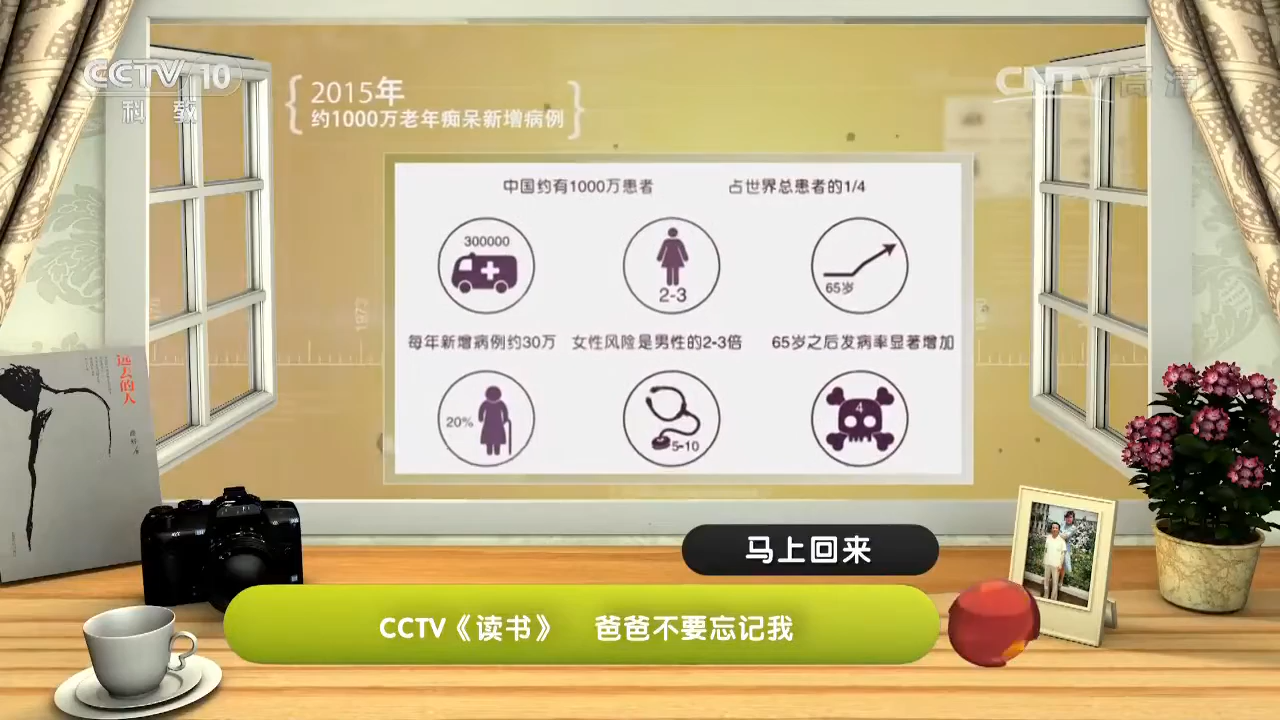 CCTV 10
科教
CNTV高清
2015年
约1000万老年痴呆新增病例
中国约有1000万患者
占世界总患者的1/4
300000
2-3
65岁
每年新增病例约30万
女性风险是男性的2-3倍
65岁之后发病率显著增加
20%
5-10
4
1973
远去的人
马上回来
CCTV《读书》 爸爸不要忘记我